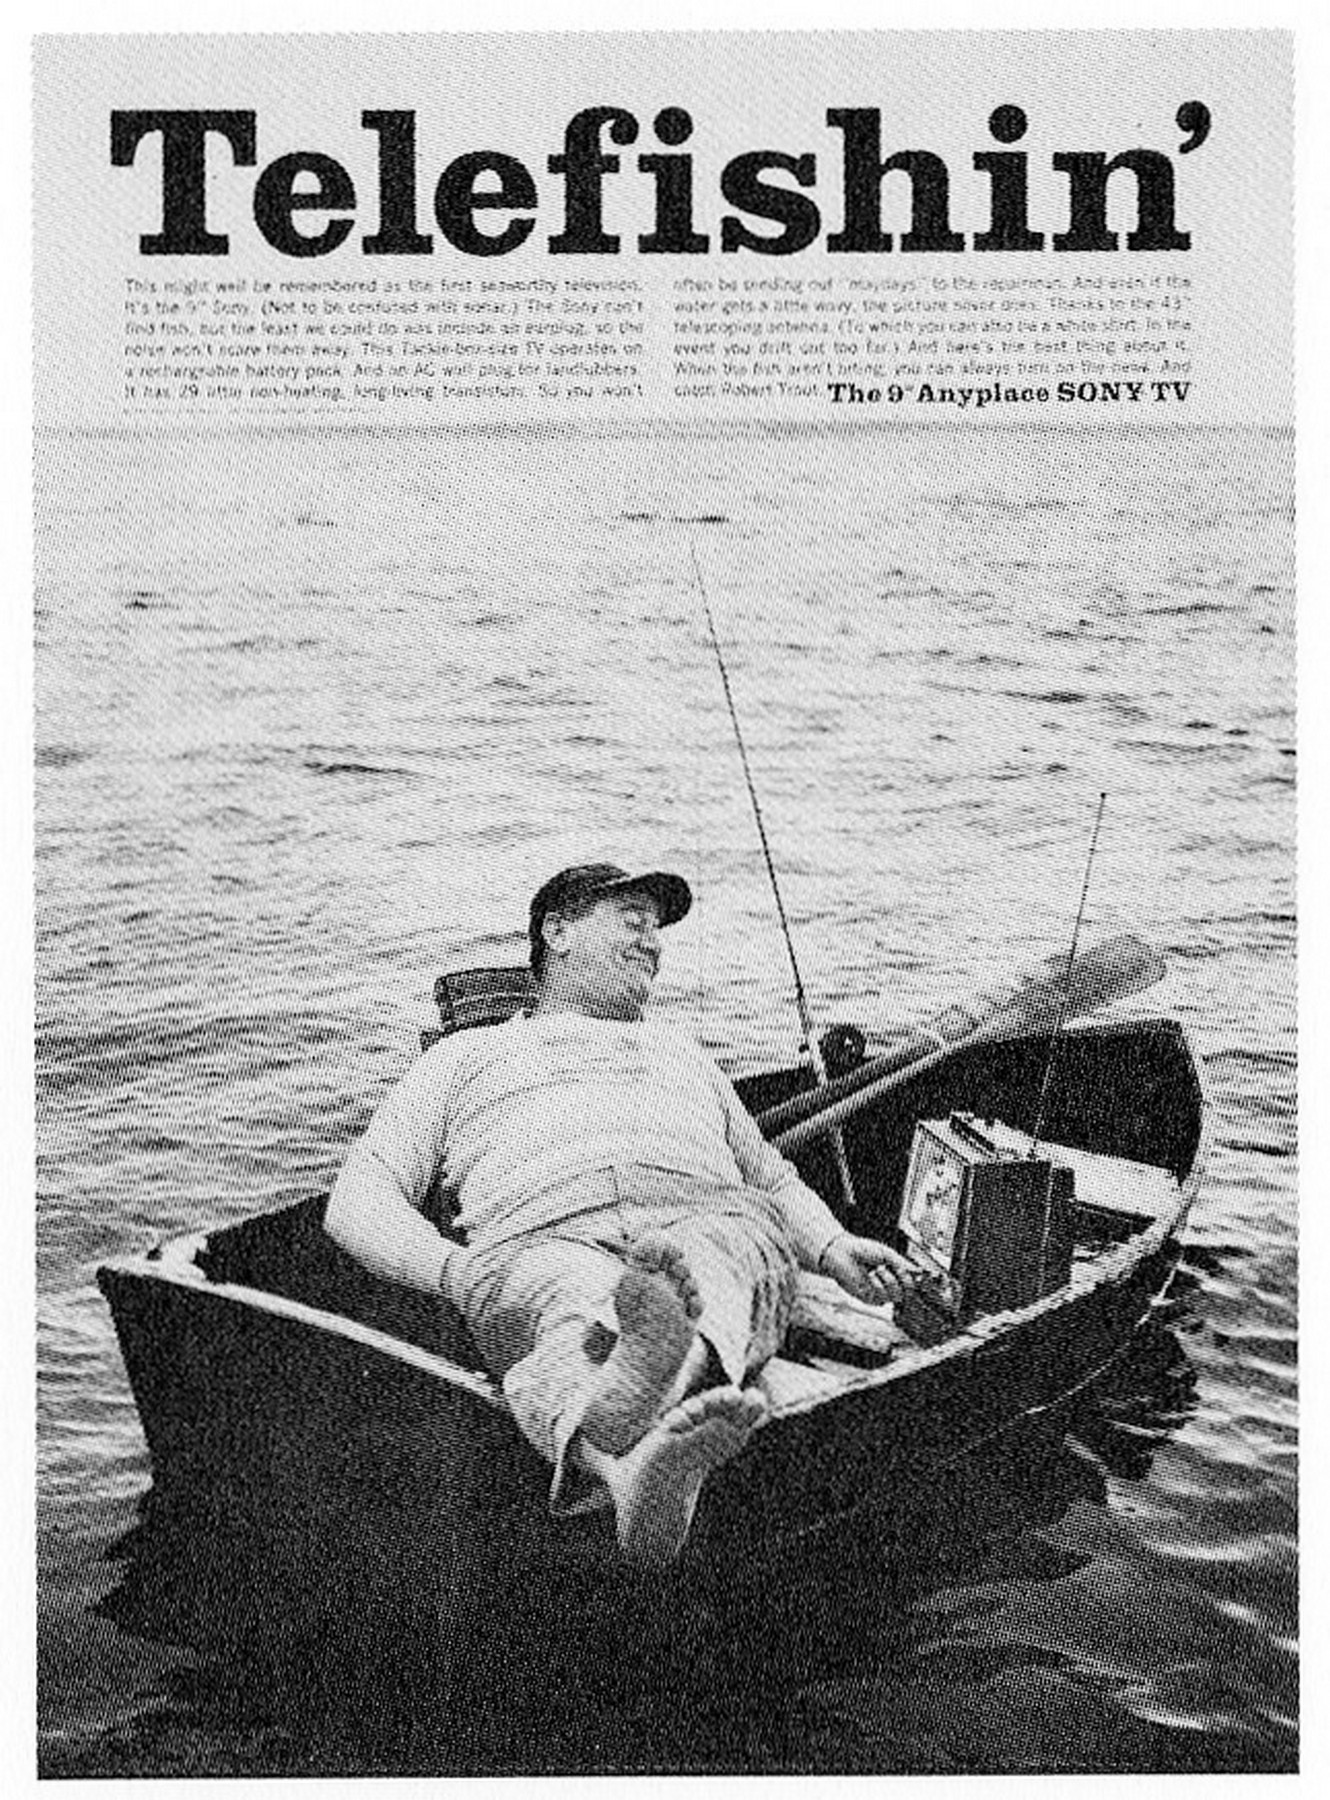 Telefishin’
This might well be remembered as the first seaworthy television.
It's the 9" Sony. (Not to be confused with sonar.) The Sony can't
find fish, but the least we could do was include an earplug, so the
noise won't scare them away. This Tackle-box-size TV operates on
a rechargeable battery pack. And an AC wall plug for landlubbers.
It has 29 little non-heating, long-living transistors. So you won't
often be sending out "maydays" to the repairman. And even if the
water gets a little wavy, the picture never does. Thanks to the 43"
telescoping antenna. (To which you can also tie a white shirt. In the
event you drift out too far.) And here's the best thing about it.
When the fish aren't biting, you can always turn on the news. And
catch Robert Trout. The 9" Anyplace SONY TV